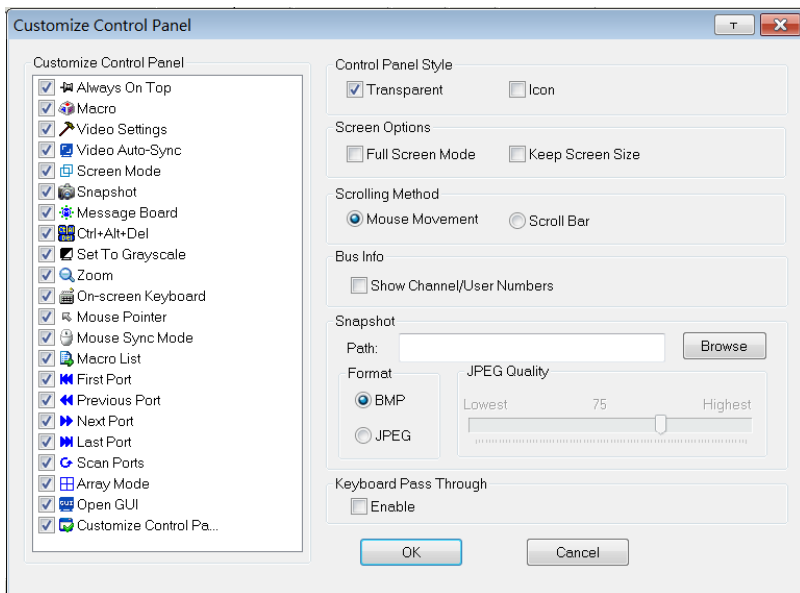 Customize Control Panel
T
Customize Control Panel
Always On Top
Macro
Video Settings
Video Auto-Sync
Screen Mode
Snapshot
Message Board
Ctrl+Alt+Del
Set To Grayscale
Zoom
On-screen Keyboard
Mouse Pointer
Mouse Sync Mode
Macro List
First Port
Previous Port
Next Port
Last Port
Scan Ports
Array Mode
GUI Open GUI
Customize Control Pa...
Control Panel Style
Transparent Icon
Screen Options
Full Screen Mode Keep Screen Size
Scrolling Method
Mouse Movement Scroll Bar
Bus Info
Show Channel/User Numbers
Snapshot
Path: Browse
Format
BMP
JPEG
JPEG Quality
Lowest 75 Highest
Keyboard Pass Through
Enable
OK Cancel